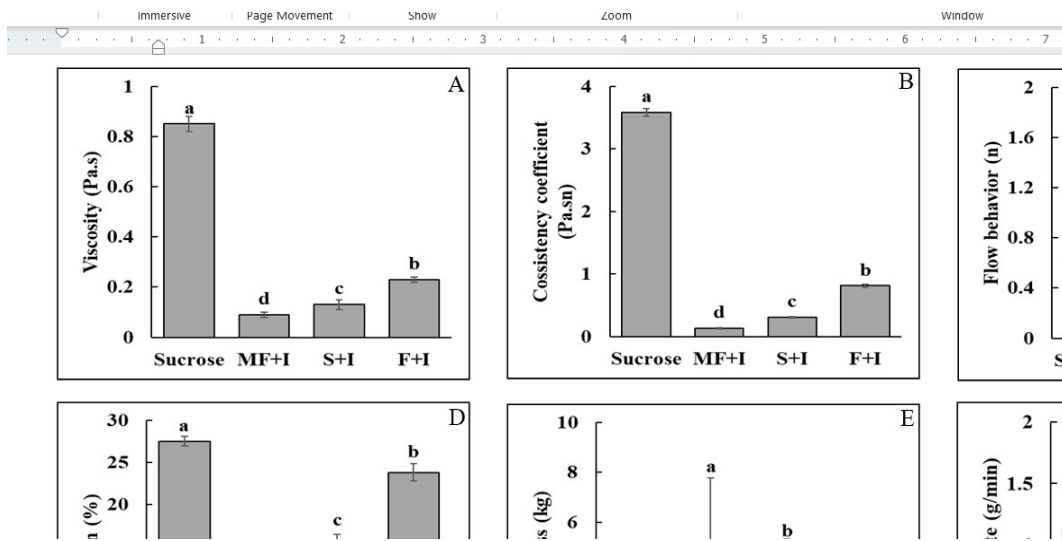 Immersive Page Movement Show Zoom Window
1 2 3 4 5 6 7
A
1
0.8
0.6
0.4
0.2
0
Viscosity (Pa.s)
a
d
c
b
Sucrose MF+I S+I F+I
B
4
3
2
1
0
Cossistency coefficient
(Pa.sn)
a
d
c
b
Sucrose MF+I S+I F+I
2
1.6
1.2
0.8
0.4
0
Flow behavior (n)
S
D
30
25
20
(%)
a
c
b
E
10
8
6
(kg)
a
b
2
1.5
(g/min)